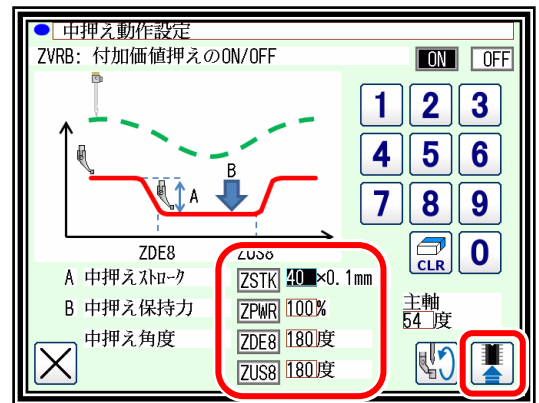 中押え動作設定
ZVRB: 付加価値押えのON/OFF ON OFF
1 2 3
4 5 6
7 8 9
CLR 0
A
B
ZDE8 ZUS8
A 中押えストローク ZSTK 40×0.1mm
B 中押え保持力 ZPWR 100%
中押え角度 ZDE8 180度
ZUS8 180度
主軸
54度